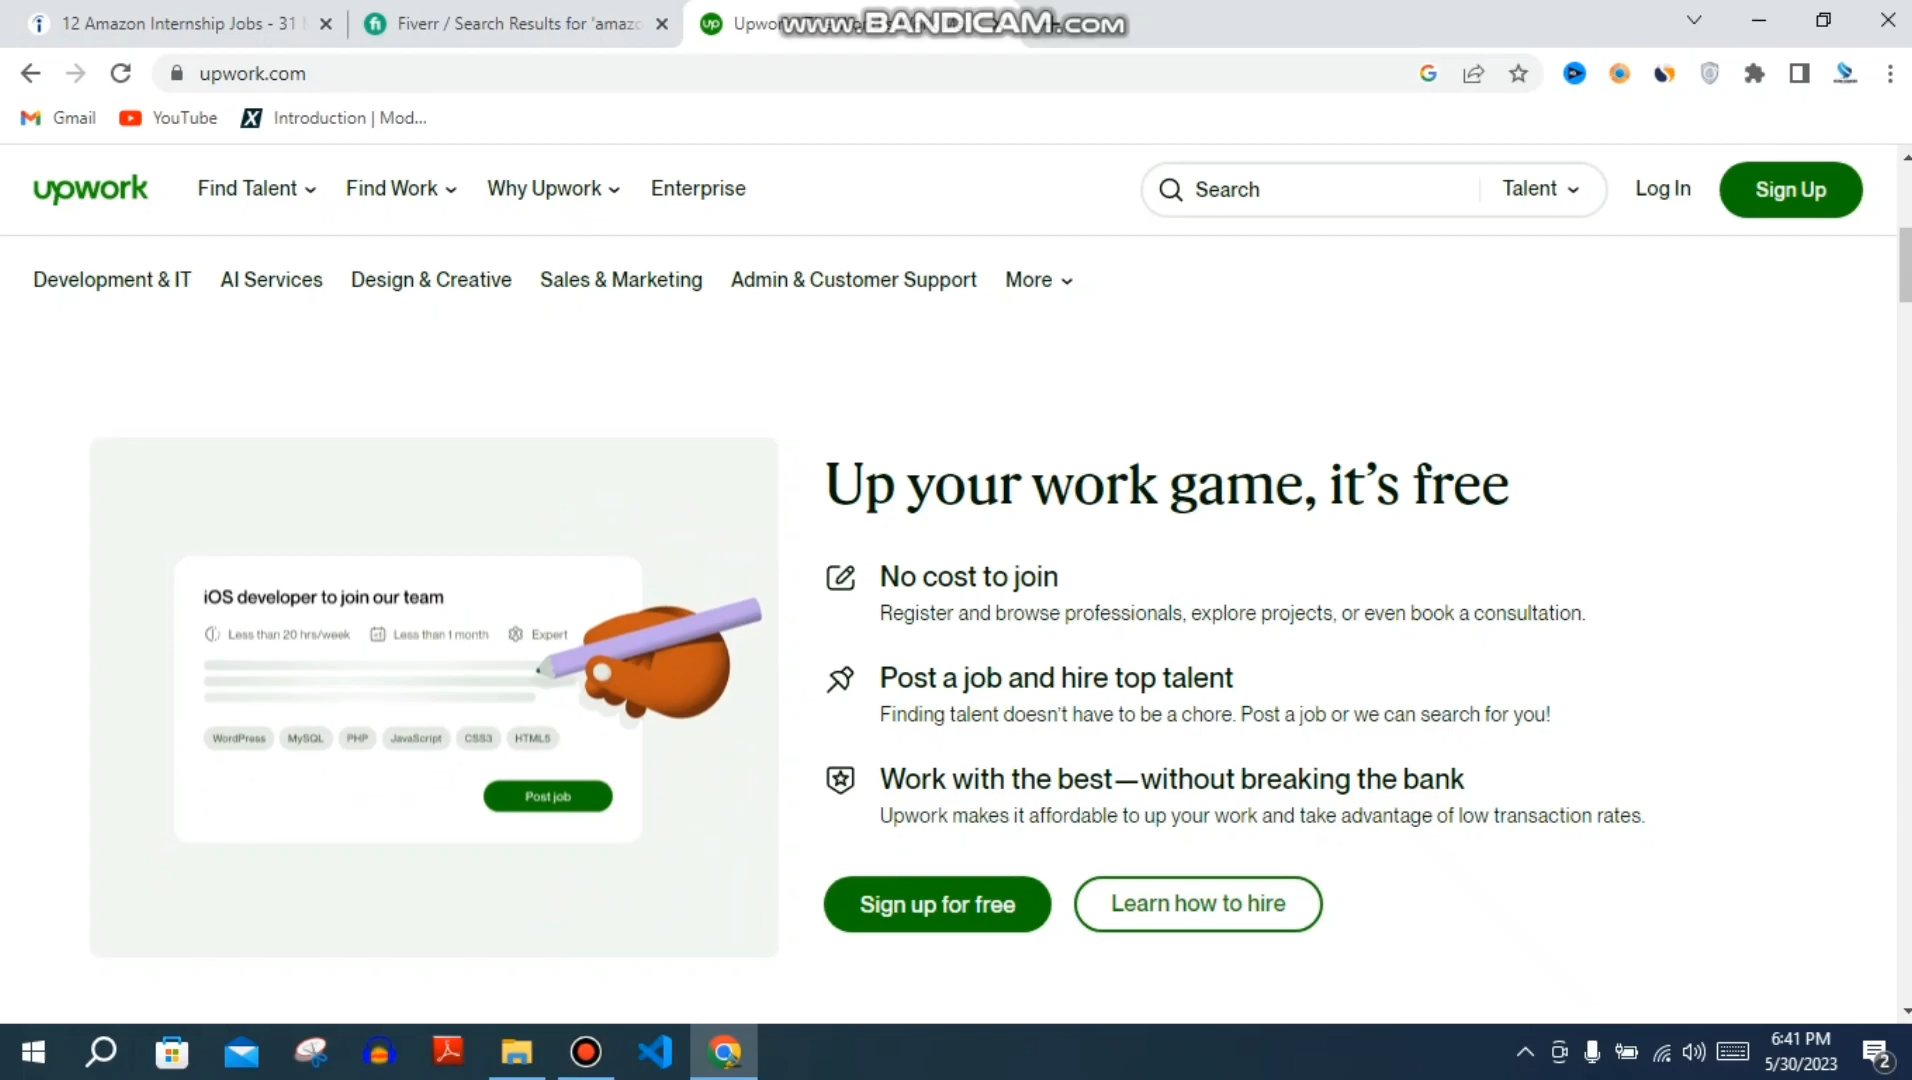 12 Amazon Internship Jobs - 31
Fiverr / Search Results for 'amazo
Upwor
www.BANDICAM.com
upwork.com
Gmail
YouTube
Introduction | Mod...
upwork
Find Talent
Find Work
Why Upwork
Enterprise
Search
Talent
Log In
Sign Up
Development & IT
AI Services
Design & Creative
Sales & Marketing
Admin & Customer Support
More
Up your work game, it's free
No cost to join
Register and browse professionals, explore projects, or even book a consultation.
Post a job and hire top talent
Finding talent doesn't have to be a chore. Post a job or we can search for you!
Work with the best—without breaking the bank
Upwork makes it affordable to up your work and take advantage of low transaction rates.
Sign up for free
Learn how to hire
iOS developer to join our team
Less than 20 hrs/week
Less than 1 month
Expert
WordPress
MySQL
PHP
JavaScript
CSS3
HTML5
Post job
6:41 PM
5/30/2023
2